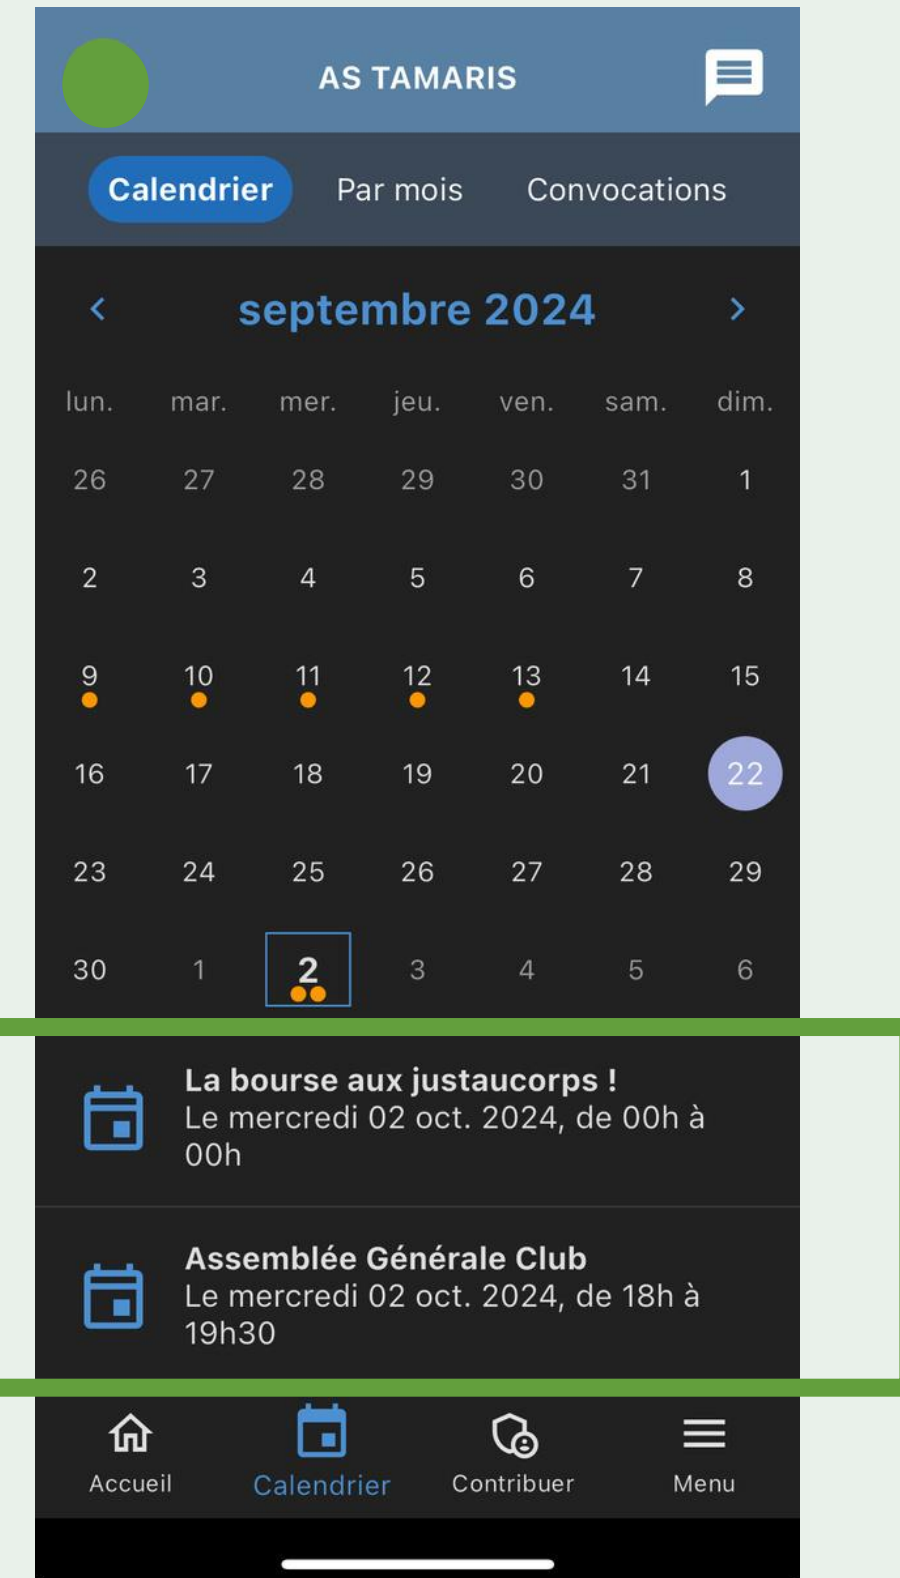 AS TAMARIS
Calendrier Par mois Convocations
septembre 2024
lun. mar. mer. jeu. ven. sam. dim.
26 27 28 29 30 31 1
2 3 4 5 6 7 8
9 10 11 12 13 14 15
16 17 18 19 20 21 22
23 24 25 26 27 28 29
30 1 2 3 4 5 6
La bourse aux justaucorps !
Le mercredi 02 oct. 2024, de 00h à
00h
Assemblée Générale Club
Le mercredi 02 oct. 2024, de 18h à
19h30
Accueil Calendrier Contribuer Menu